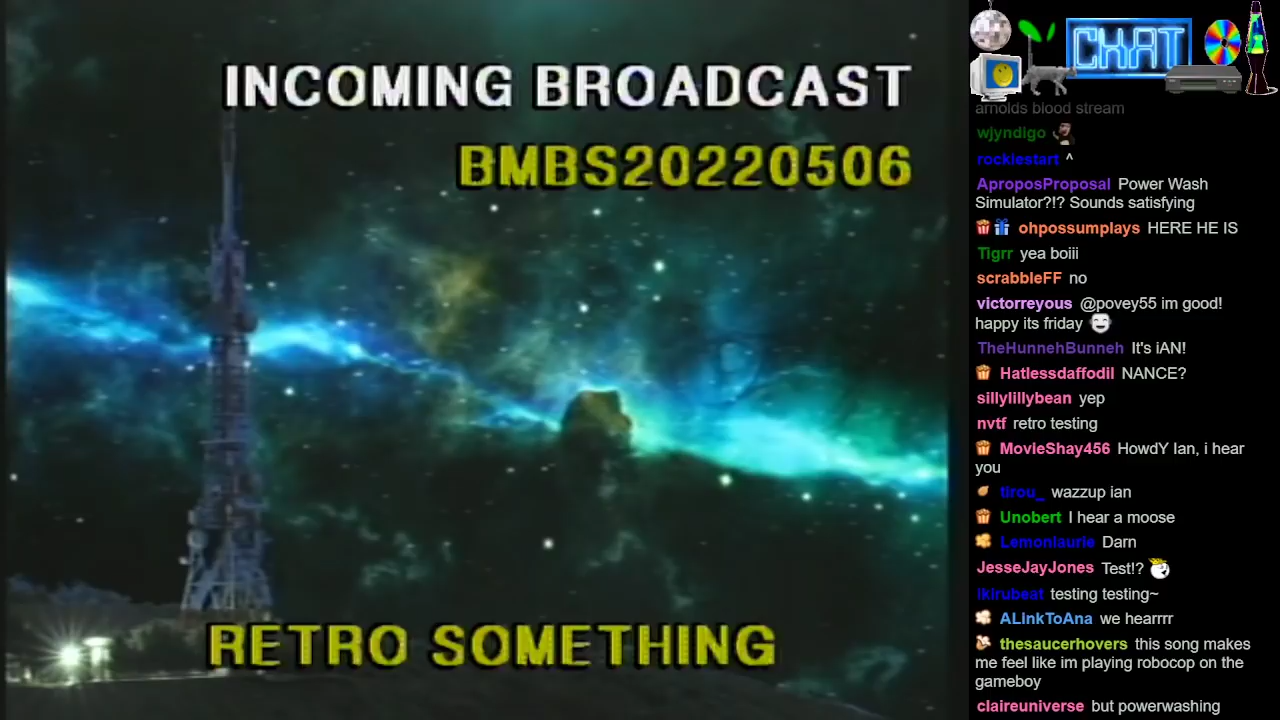 INCOMING BROADCAST
BMBS20220506
RETRO SOMETHING
CHAT
arnolds blood stream
wjyndigo
rockiestart ^
AproposProposal Power Wash
Simulator?!? Sounds satisfying
ohpossumplays HERE HE IS
Tigrr yea boiii
scrabbleFF no
victorreyous @povey55 im good!
happy its friday
TheHunnehBunneh It's iAN!
Hatlessdaffodil NANCE?
sillylillybean yep
nvtf retro testing
MovieShay456 HowdY Ian, i hear
you
tirou_ wazzup ian
Unobert I hear a moose
Lemonlaurie Darn
JesseJayJones Test!?
ikirubeat testing testing~
ALinkToAna we hearrrr
thesaucerhovers this song makes
me feel like im playing robocop on the
gameboy
claireuniverse but powerwashing